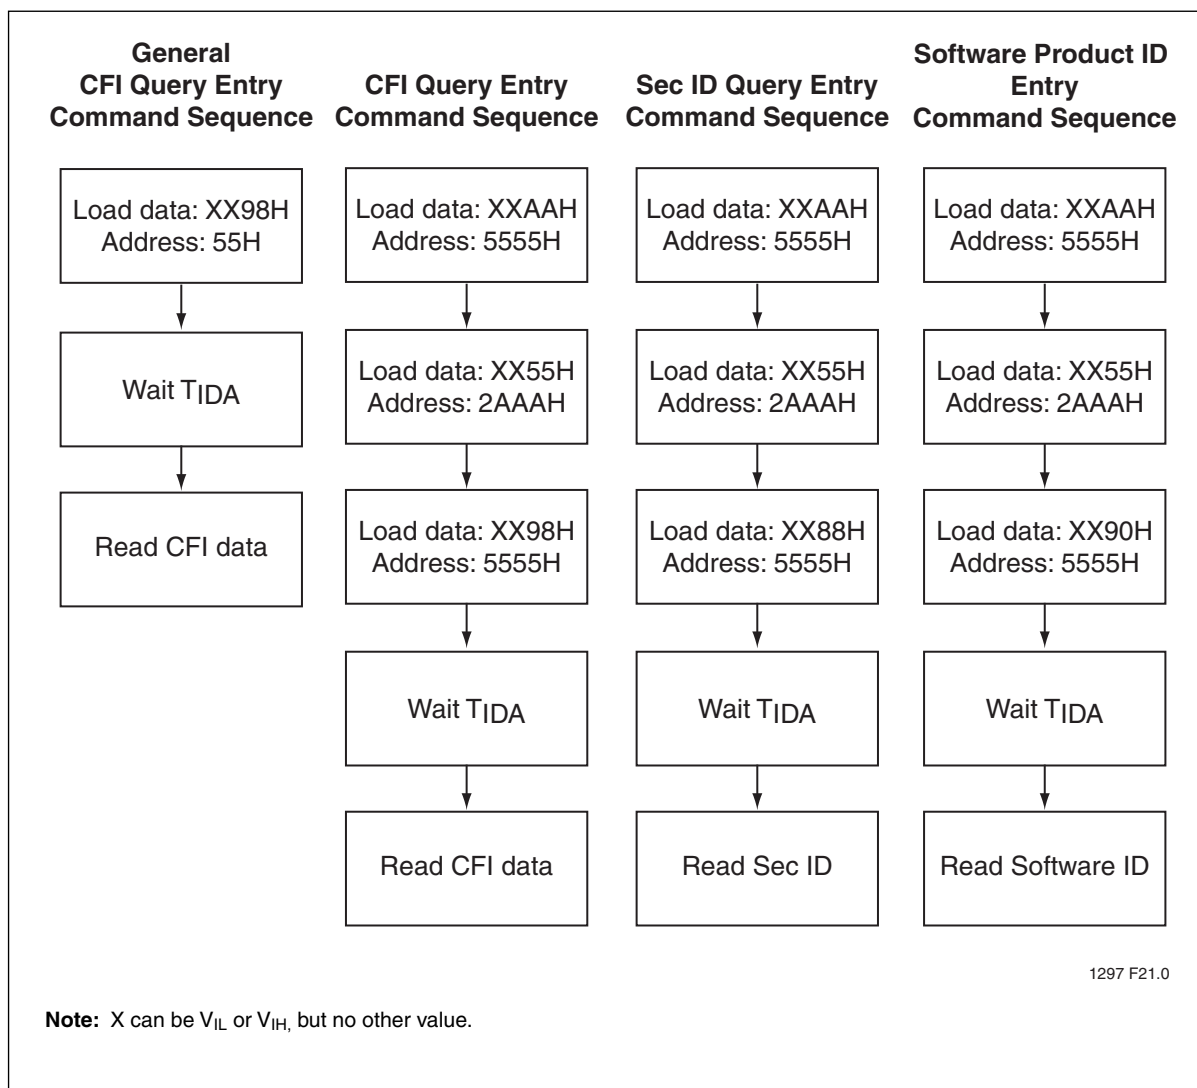 General
CFI Query Entry
Command Sequence
Load data: XX98H
Address: 55H
Wait TIDA
Read CFI data
CFI Query Entry
Command Sequence
Load data: XXAAH
Address: 5555H
Load data: XX55H
Address: 2AAAH
Load data: XX98H
Address: 5555H
Wait TIDA
Read CFI data
Sec ID Query Entry
Command Sequence
Load data: XXAAH
Address: 5555H
Load data: XX55H
Address: 2AAAH
Load data: XX88H
Address: 5555H
Wait TIDA
Read Sec ID
Software Product ID
Entry
Command Sequence
Load data: XXAAH
Address: 5555H
Load data: XX55H
Address: 2AAAH
Load data: XX90H
Address: 5555H
Wait TIDA
Read Software ID
1297 F21.0
Note: X can be VIL or VIH, but no other value.